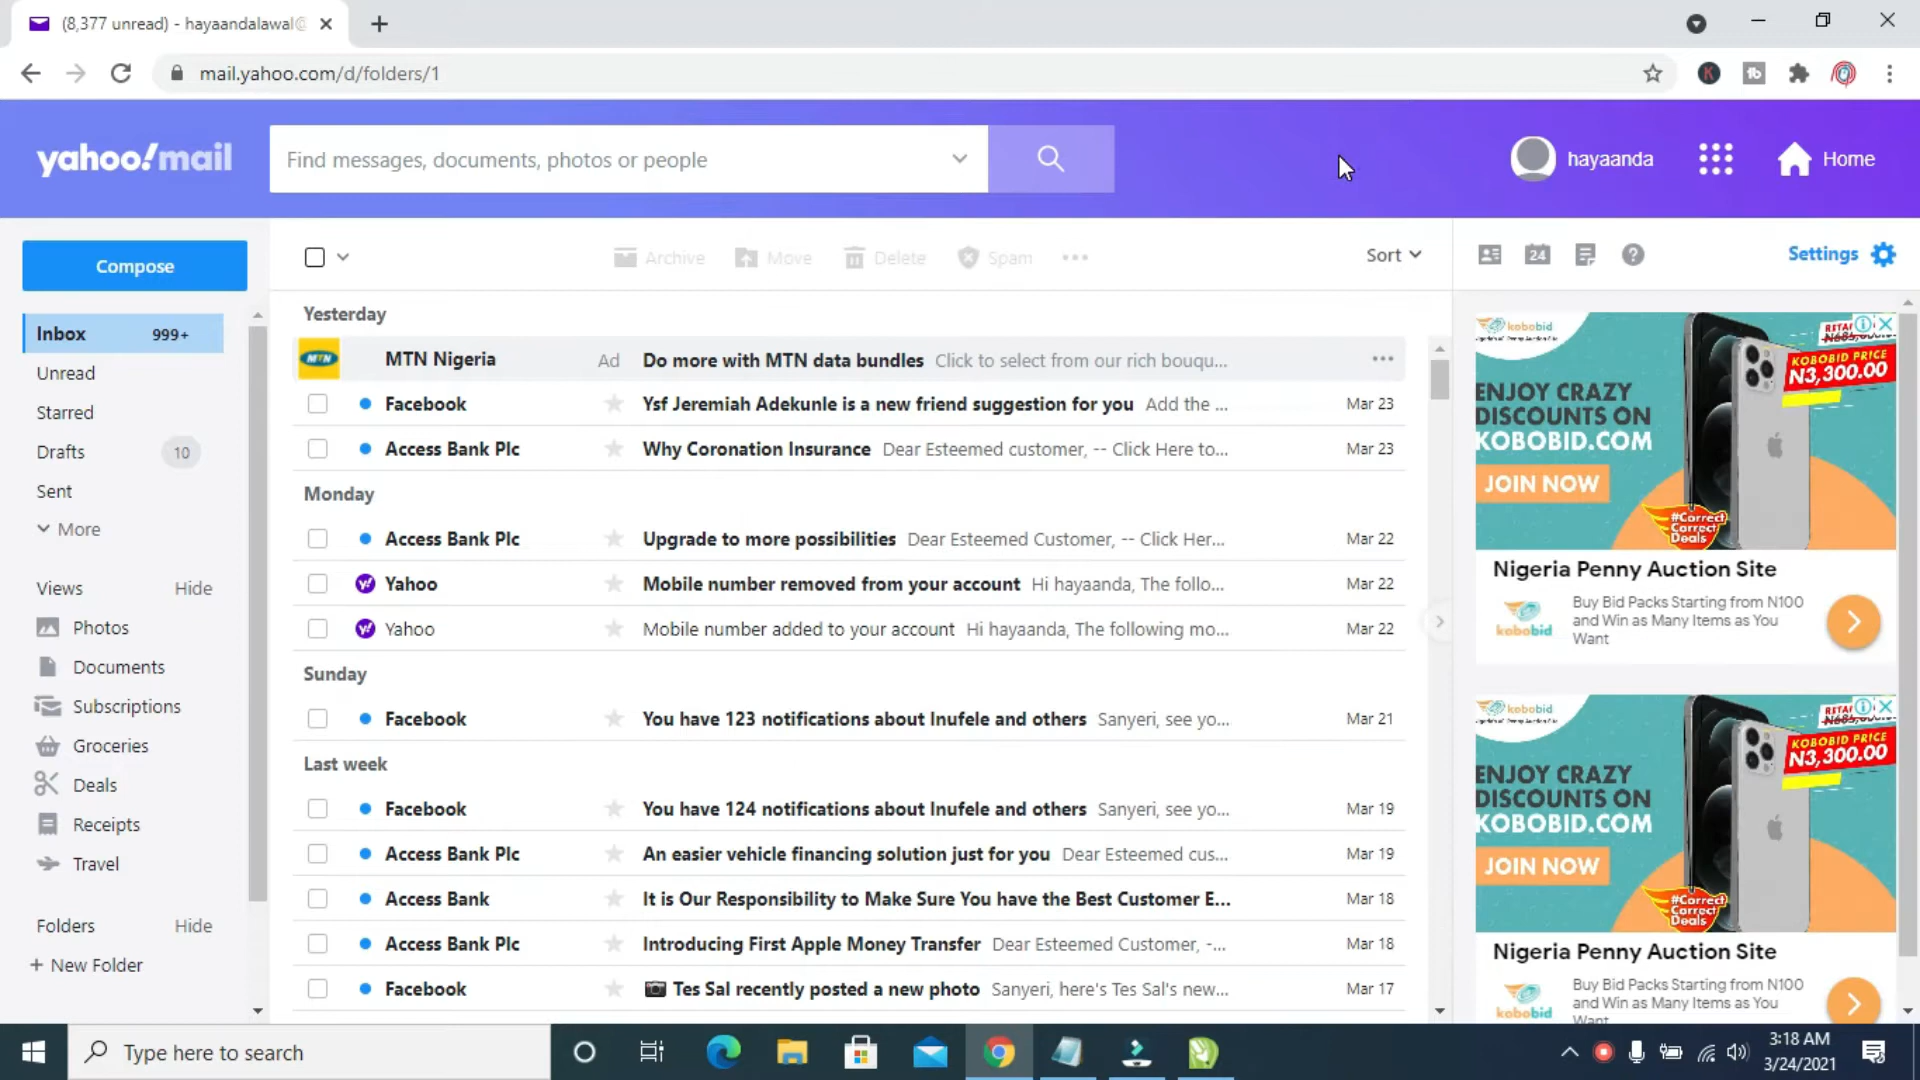 (8,377 unread) - hayaandalawal@
mail.yahoo.com/d/folders/1
yahoo!mail
Find messages, documents, photos or people
hayaanda
Home
Compose
Archive
Move
Delete
Spam
Sort
24
Settings
Inbox 999+
Unread
Starred
Drafts 10
Sent
More
Views Hide
Photos
Documents
Subscriptions
Groceries
Deals
Receipts
Travel
Folders Hide
+ New Folder
Yesterday
MTN MTN Nigeria Ad Do more with MTN data bundles Click to select from our rich bouqu...
Facebook Ysf Jeremiah Adekunle is a new friend suggestion for you Add the ... Mar 23
Access Bank Plc Why Coronation Insurance Dear Esteemed customer, -- Click Here to... Mar 23
Monday
Access Bank Plc Upgrade to more possibilities Dear Esteemed Customer, -- Click Her... Mar 22
Yahoo Mobile number removed from your account Hi hayaanda, The follo... Mar 22
Yahoo Mobile number added to your account Hi hayaanda, The following mo... Mar 22
Sunday
Facebook You have 123 notifications about Inufele and others Sanyeri, see yo... Mar 21
Last week
Facebook You have 124 notifications about Inufele and others Sanyeri, see yo... Mar 19
Access Bank Plc An easier vehicle financing solution just for you Dear Esteemed cus... Mar 19
Access Bank It is Our Responsibility to Make Sure You have the Best Customer E... Mar 18
Access Bank Plc Introducing First Apple Money Transfer Dear Esteemed Customer, -... Mar 18
Facebook Tes Sal recently posted a new photo Sanyeri, here's Tes Sal's new... Mar 17
kobobid
KOBOBID PRICE
N3,300.00
ENJOY CRAZY
DISCOUNTS ON
KOBOBID.COM
JOIN NOW
#Correct
Correct
Deals
Nigeria Penny Auction Site
kobobid
Buy Bid Packs Starting from N100
and Win as Many Items as You
Want
kobobid
KOBOBID PRICE
N3,300.00
ENJOY CRAZY
DISCOUNTS ON
KOBOBID.COM
JOIN NOW
#Correct
Correct
Deals
Nigeria Penny Auction Site
kobobid
Buy Bid Packs Starting from N100
and Win as Many Items as You
Want
Type here to search
3:18 AM
3/24/2021